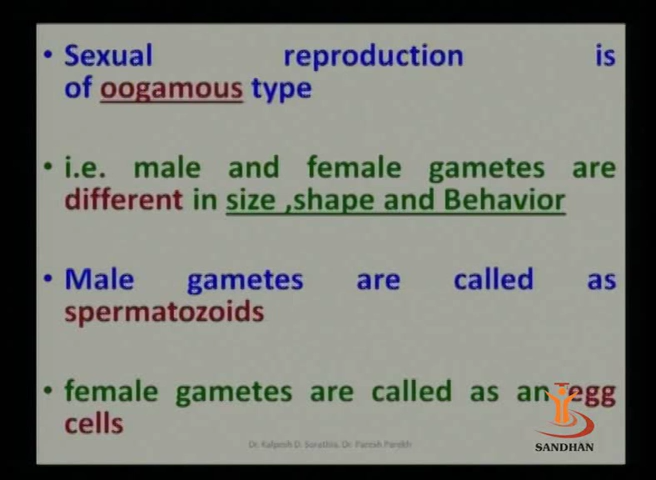 • Sexual reproduction is
of oogamous type
• i.e. male and female gametes are
different in size ,shape and Behavior
• Male gametes are called as
spermatozoids
• female gametes are called as an egg
cells
Dr. Kalpesh D. Sorathia, Dr. Paresh Parekh
SANDHAN